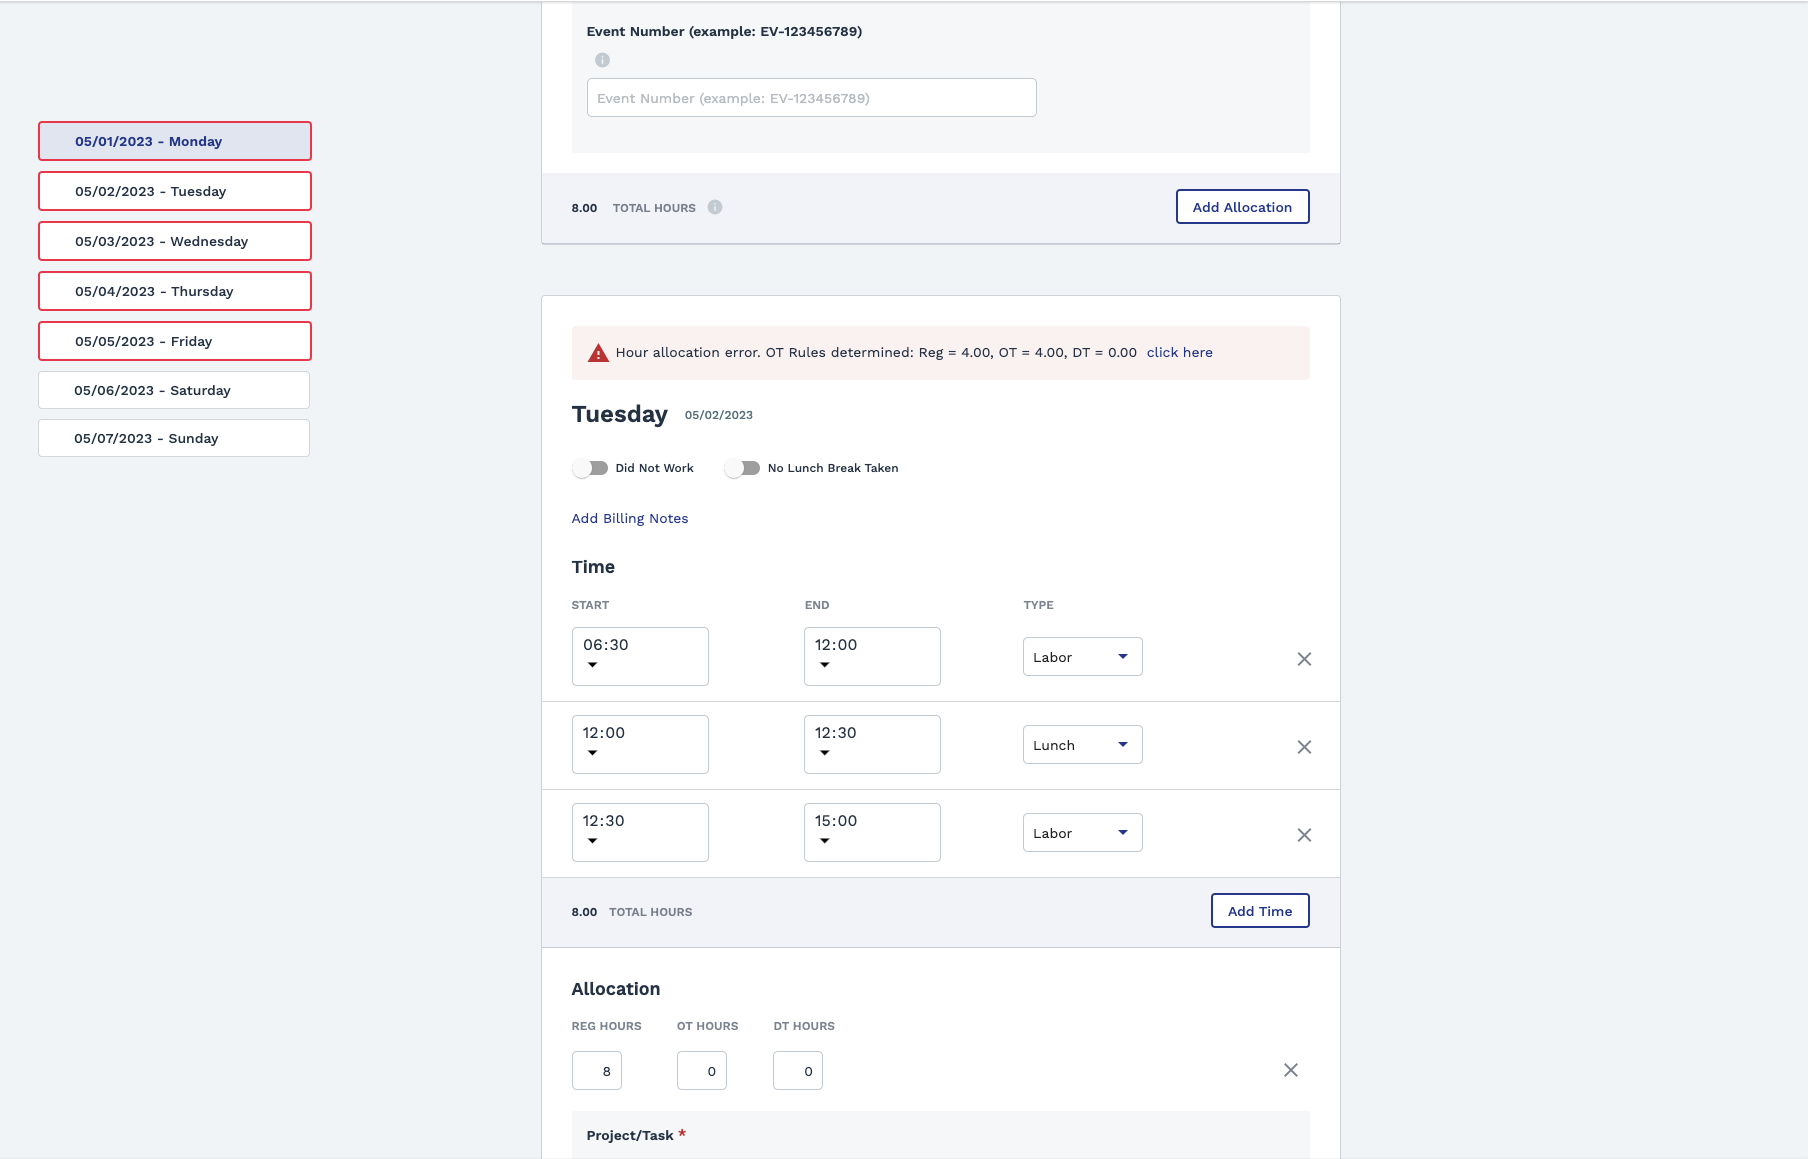 05/01/2023 - Monday
05/02/2023 - Tuesday
05/03/2023 - Wednesday
05/04/2023 - Thursday
05/05/2023 - Friday
05/06/2023 - Saturday
05/07/2023 - Sunday
Event Number (example: EV-123456789)
Event Number (example: EV-123456789)
8.00 TOTAL HOURS Add Allocation
Hour allocation error. OT Rules determined: Reg = 4.00, OT = 4.00, DT = 0.00 click here
Tuesday 05/02/2023
Did Not Work No Lunch Break Taken
Add Billing Notes
Time
START END TYPE
06:30 12:00 Labor
12:00 12:30 Lunch
12:30 15:00 Labor
8.00 TOTAL HOURS Add Time
Allocation
REG HOURS OT HOURS DT HOURS
8 0 0
Project/Task *